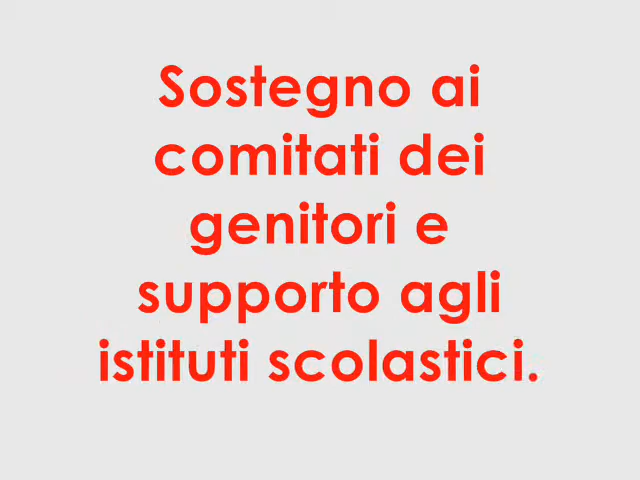 Sostegno ai
comitati dei
genitori e
supporto agli
istituti scolastici.